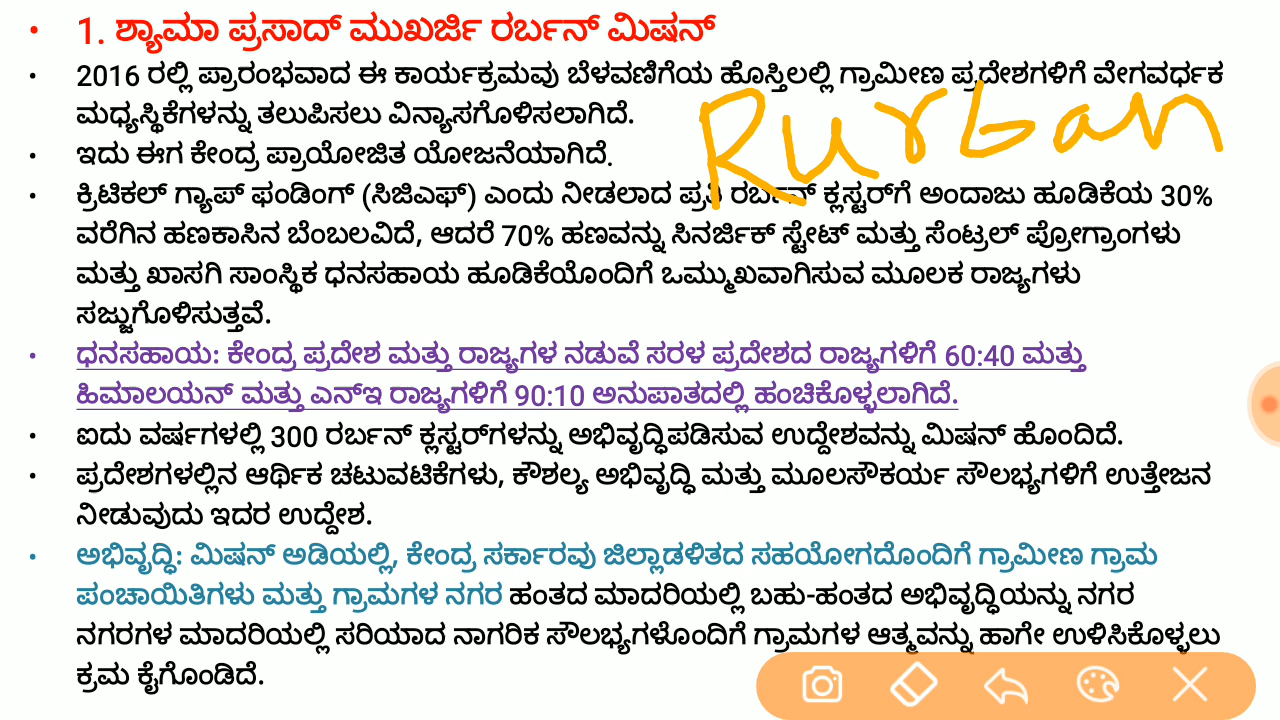 • 1. ಶ್ಯಾಮಾ ಪ್ರಸಾದ್ ಮುಖರ್ಜಿ ರರ್ಬನ್ ಮಿಷನ್
• 2016 ರಲ್ಲಿ ಪ್ರಾರಂಭವಾದ ಈ ಕಾರ್ಯಕ್ರಮವು ಬೆಳವಣಿಗೆಯ ಹೊಸ್ತಿಲಲ್ಲಿ ಗ್ರಾಮೀಣ ಪ್ರದೇಶಗಳಿಗೆ ವೇಗವರ್ಧಕ
ಮಧ್ಯಸ್ಥಿಕೆಗಳನ್ನು ತಲುಪಿಸಲು ವಿನ್ಯಾಸಗೊಳಿಸಲಾಗಿದೆ.
Rurban
• ಇದು ಈಗ ಕೇಂದ್ರ ಪ್ರಾಯೋಜಿತ ಯೋಜನೆಯಾಗಿದೆ.
• ಕ್ರಿಟಿಕಲ್ ಗ್ಯಾಪ್ ಫಂಡಿಂಗ್ (ಸಿಜಿಎಫ್) ಎಂದು ನೀಡಲಾದ ಪ್ರತಿ ರರ್ಬನ್ ಕ್ಲಸ್ಟರ್‌ಗೆ ಅಂದಾಜು ಹೂಡಿಕೆಯ 30%
ವರೆಗಿನ ಹಣಕಾಸಿನ ಬೆಂಬಲವಿದೆ, ಆದರೆ 70% ಹಣವನ್ನು ಸಿನರ್ಜಿಕ್ ಸ್ಟೇಟ್ ಮತ್ತು ಸೆಂಟ್ರಲ್ ಪ್ರೋಗ್ರಾಂಗಳು
ಮತ್ತು ಖಾಸಗಿ ಸಾಂಸ್ಥಿಕ ಧನಸಹಾಯ ಹೂಡಿಕೆಯೊಂದಿಗೆ ಒಮ್ಮುಖವಾಗಿಸುವ ಮೂಲಕ ರಾಜ್ಯಗಳು
ಸಜ್ಜುಗೊಳಿಸುತ್ತವೆ.
• ಧನಸಹಾಯ: ಕೇಂದ್ರ ಪ್ರದೇಶ ಮತ್ತು ರಾಜ್ಯಗಳ ನಡುವೆ ಸರಳ ಪ್ರದೇಶದ ರಾಜ್ಯಗಳಿಗೆ 60:40 ಮತ್ತು
ಹಿಮಾಲಯನ್ ಮತ್ತು ಎನ್ಇ ರಾಜ್ಯಗಳಿಗೆ 90:10 ಅನುಪಾತದಲ್ಲಿ ಹಂಚಿಕೊಳ್ಳಲಾಗಿದೆ.
• ಐದು ವರ್ಷಗಳಲ್ಲಿ 300 ರರ್ಬನ್ ಕ್ಲಸ್ಟರ್‌ಗಳನ್ನು ಅಭಿವೃದ್ಧಿಪಡಿಸುವ ಉದ್ದೇಶವನ್ನು ಮಿಷನ್ ಹೊಂದಿದೆ.
• ಪ್ರದೇಶಗಳಲ್ಲಿನ ಆರ್ಥಿಕ ಚಟುವಟಿಕೆಗಳು, ಕೌಶಲ್ಯ ಅಭಿವೃದ್ಧಿ ಮತ್ತು ಮೂಲಸೌಕರ್ಯ ಸೌಲಭ್ಯಗಳಿಗೆ ಉತ್ತೇಜನ
ನೀಡುವುದು ಇದರ ಉದ್ದೇಶ.
• ಅಭಿವೃದ್ಧಿ: ಮಿಷನ್ ಅಡಿಯಲ್ಲಿ, ಕೇಂದ್ರ ಸರ್ಕಾರವು ಜಿಲ್ಲಾಡಳಿತದ ಸಹಯೋಗದೊಂದಿಗೆ ಗ್ರಾಮೀಣ ಗ್ರಾಮ
ಪಂಚಾಯಿತಿಗಳು ಮತ್ತು ಗ್ರಾಮಗಳ ನಗರ ಹಂತದ ಮಾದರಿಯಲ್ಲಿ ಬಹು-ಹಂತದ ಅಭಿವೃದ್ಧಿಯನ್ನು ನಗರ
ನಗರಗಳ ಮಾದರಿಯಲ್ಲಿ ಸರಿಯಾದ ನಾಗರಿಕ ಸೌಲಭ್ಯಗಳೊಂದಿಗೆ ಗ್ರಾಮಗಳ ಆತ್ಮವನ್ನು ಹಾಗೇ ಉಳಿಸಿಕೊಳ್ಳಲು
ಕ್ರಮ ಕೈಗೊಂಡಿದೆ.